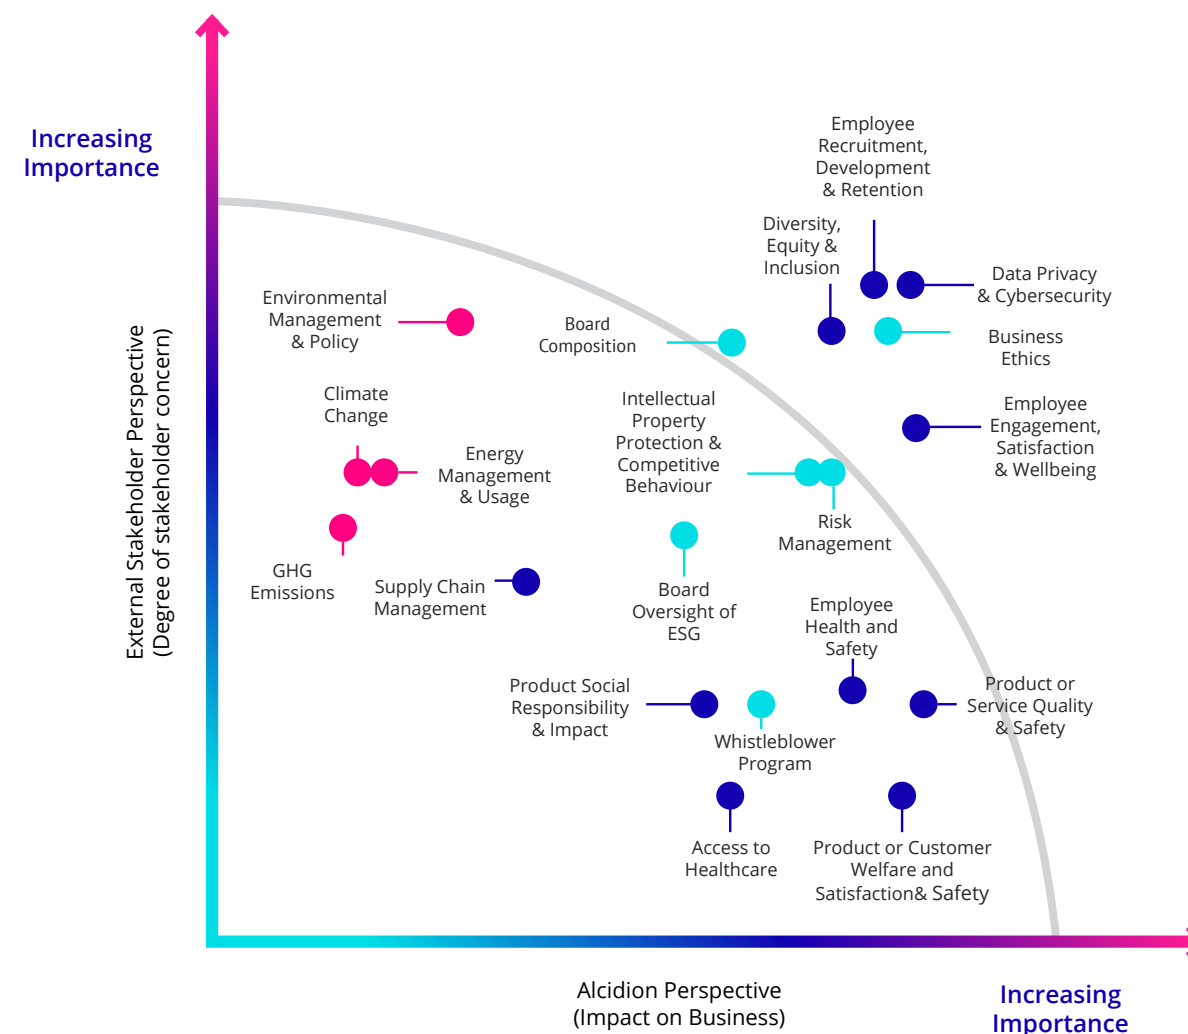 Increasing
Importance
External Stakeholder Perspective
(Degree of stakeholder concern)
Employee
Recruitment,
Development
& Retention
Diversity,
Equity &
Inclusion
Data Privacy
& Cybersecurity
Environmental
Management
& Policy
Board
Composition
Business
Ethics
Climate
Change
Intellectual
Property
Protection &
Competitive
Behaviour
Employee
Engagement,
Satisfaction
& Wellbeing
Energy
Management
& Usage
Risk
Management
GHG
Emissions
Supply Chain
Management
Board
Oversight of
ESG
Employee
Health and
Safety
Product Social
Responsibility
& Impact
Whistleblower
Program
Product or
Service Quality
& Safety
Access to
Healthcare
Product or Customer
Welfare and
Satisfaction& Safety
Alcidion Perspective
(Impact on Business)
Increasing
Importance